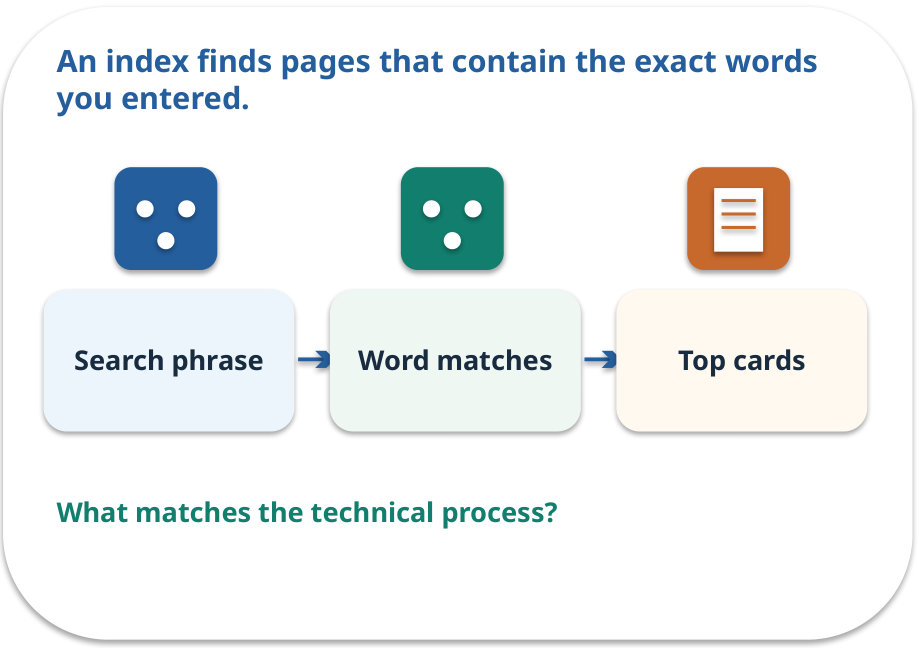 An index finds pages that contain the exact words
you entered.
Search phrase
Word matches
Top cards
What matches the technical process?